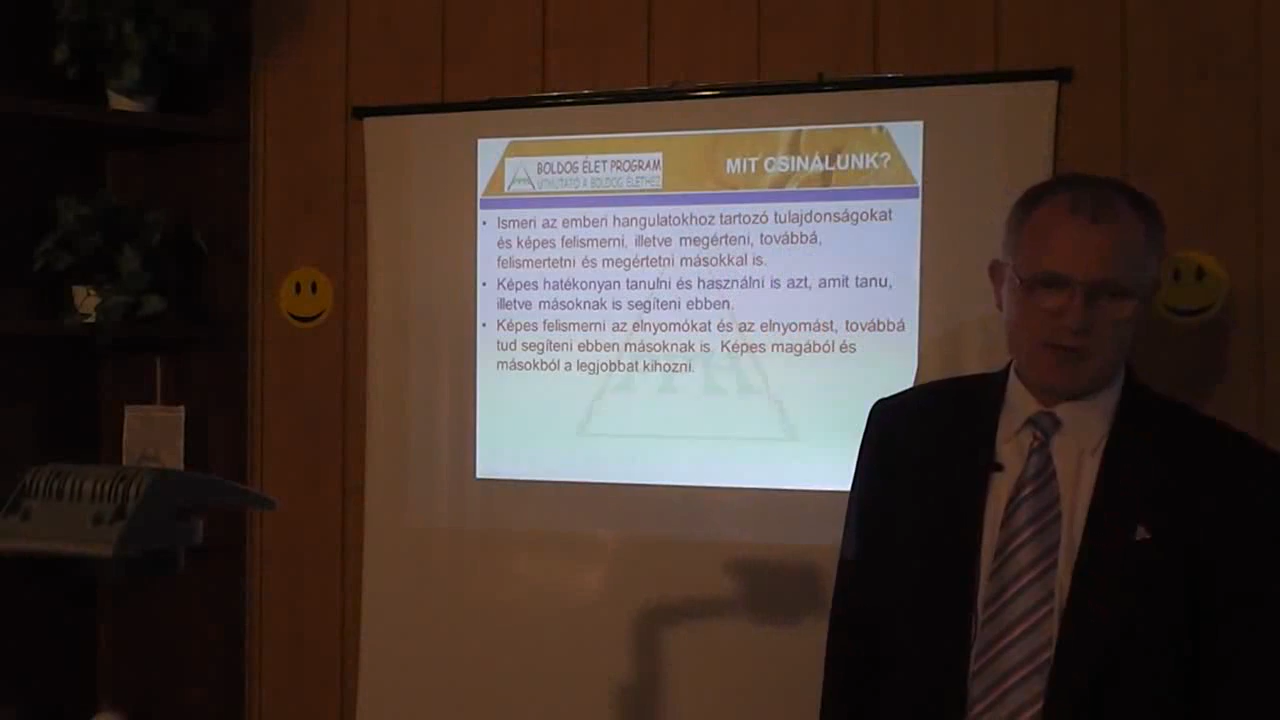 BOLDOG ÉLET PROGRAM
ÚTMUTATÓ A BOLDOG ÉLETHEZ
MIT CSINÁLUNK?
• Ismeri az emberi hangulatokhoz tartozó tulajdonságokat
és képes felismerni, illetve megérteni, továbbá,
felismertetni és megértetni másokkal is.
• Képes hatékonyan tanulni és használni is azt, amit tanu,
illetve másoknak is segíteni ebben.
• Képes felismerni az elnyomókat és az elnyomást, továbbá
tud segíteni ebben másoknak is. Képes magából és
másokból a legjobbat kihozni.